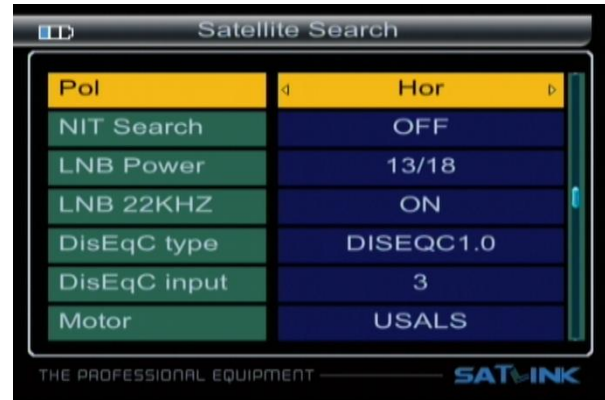 Satellite Search
Pol Hor
NIT Search OFF
LNB Power 13/18
LNB 22KHZ ON
DisEqC type DISEQC1.0
DisEqC input 3
Motor USALS
THE PROFESSIONAL EQUIPMENT SATLINK